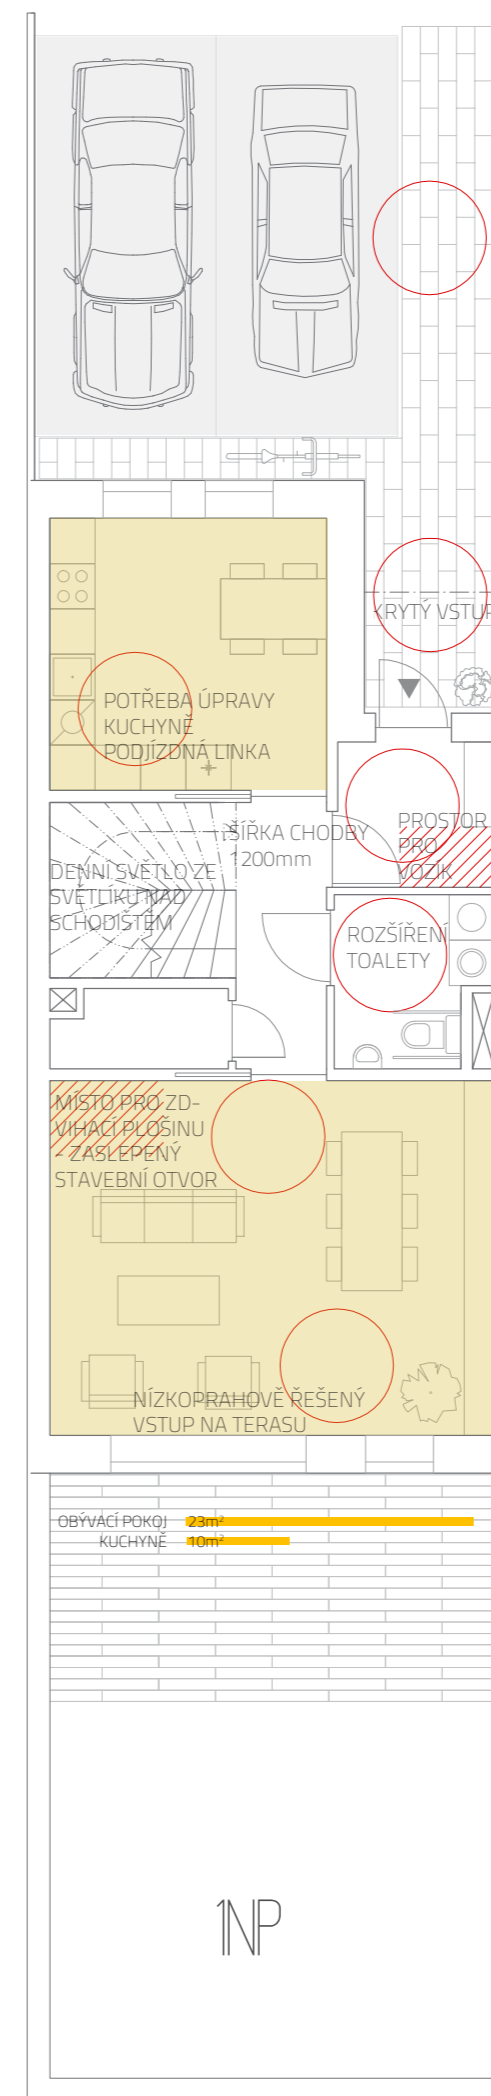 KRYTÝ VSTUP
POTŘEBA ÚPRAVY
KUCHYNĚ
PODJÍZDNÁ LINKA
ŠÍŘKA CHODBY
1200mm
PROSTOR
PRO
VOZÍK
DENNÍ SVĚTLO ZE
SVĚTLÍKU NAD
SCHODIŠTĚM
ROZŠÍŘENÍ
TOALETY
MÍSTO PRO ZD-
VIHACÍ PLOŠINU
- ZASLEPENÝ
STAVEBNÍ OTVOR
NÍZKOPRAHOVĚ ŘEŠENÝ
VSTUP NA TERASU
OBÝVACÍ POKOJ 23m²
KUCHYNĚ 10m²
1NP